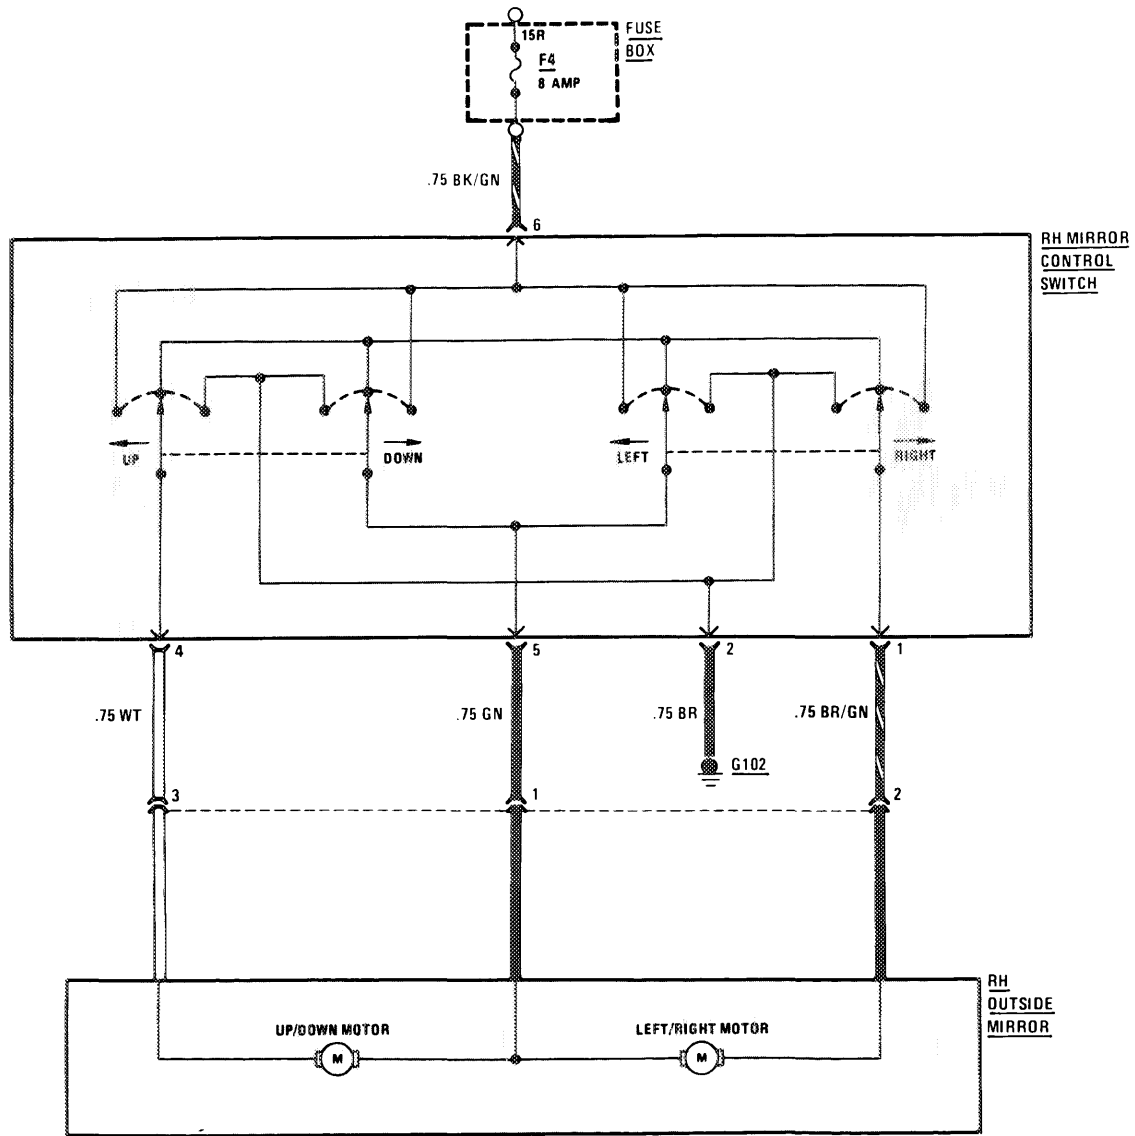 15R
F4
8 AMP
FUSE
BOX
.75 BK/GN
6
RH MIRROR
CONTROL
SWITCH
UP
DOWN
LEFT
RIGHT
4
5
2
1
.75 WT
.75 GN
.75 BR
.75 BR/GN
G102
3
1
2
RH
OUTSIDE
MIRROR
UP/DOWN MOTOR
LEFT/RIGHT MOTOR
M
M